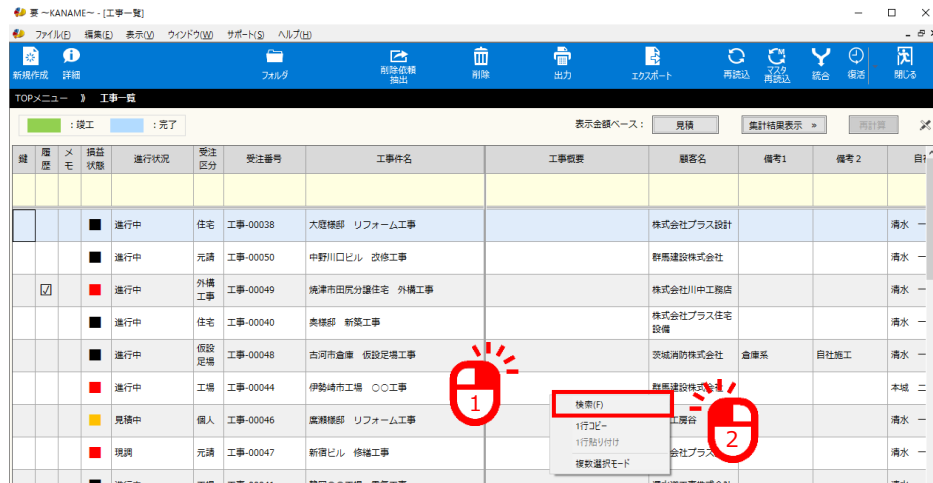 要 ～KANAME～ - [工事一覧]
ファイル(F) 編集(E) 表示(V) ウィンドウ(W) サポート(S) ヘルプ(H)
新規作成 詳細 フォルダ 削除依頼抽出 削除 出力 エクスポート 再読込 マスタ再読込 統合 復活 閉じる
TOPメニュー 》 工事一覧
：竣工 ：完了 表示金額ベース： 見積 集計結果表示 » 再計算
鍵 履歴 メモ 損益状態 進行状況 受注区分 受注番号 工事件名 工事概要 顧客名 備考1 備考2
進行中 住宅 工事-00038 大庭様邸 リフォーム工事 株式会社プラス設計 清水 一
進行中 元請 工事-00050 中野川口ビル 改修工事 群馬建設株式会社 清水 一
進行中 外構工事 工事-00049 焼津市田尻分譲住宅 外構工事 株式会社川中工務店 清水 一
進行中 住宅 工事-00040 奥様邸 新築工事 株式会社プラス住宅設備 清水 一
進行中 仮設足場 工事-00048 古河市倉庫 仮設足場工事 茨城消防株式会社 倉庫系 自社施工 清水 一
進行中 工場 工事-00044 伊勢崎市工場 ○○工事 群馬建設株式会社 本城 二
見積中 個人 工事-00046 廣瀬様邸 リフォーム工事 工房谷 清水 一
現調 元請 工事-00047 新宿ビル 修繕工事 会社プラス 清水 一
1
検索(F)
1行コピー
1行貼り付け
複数選択モード
2